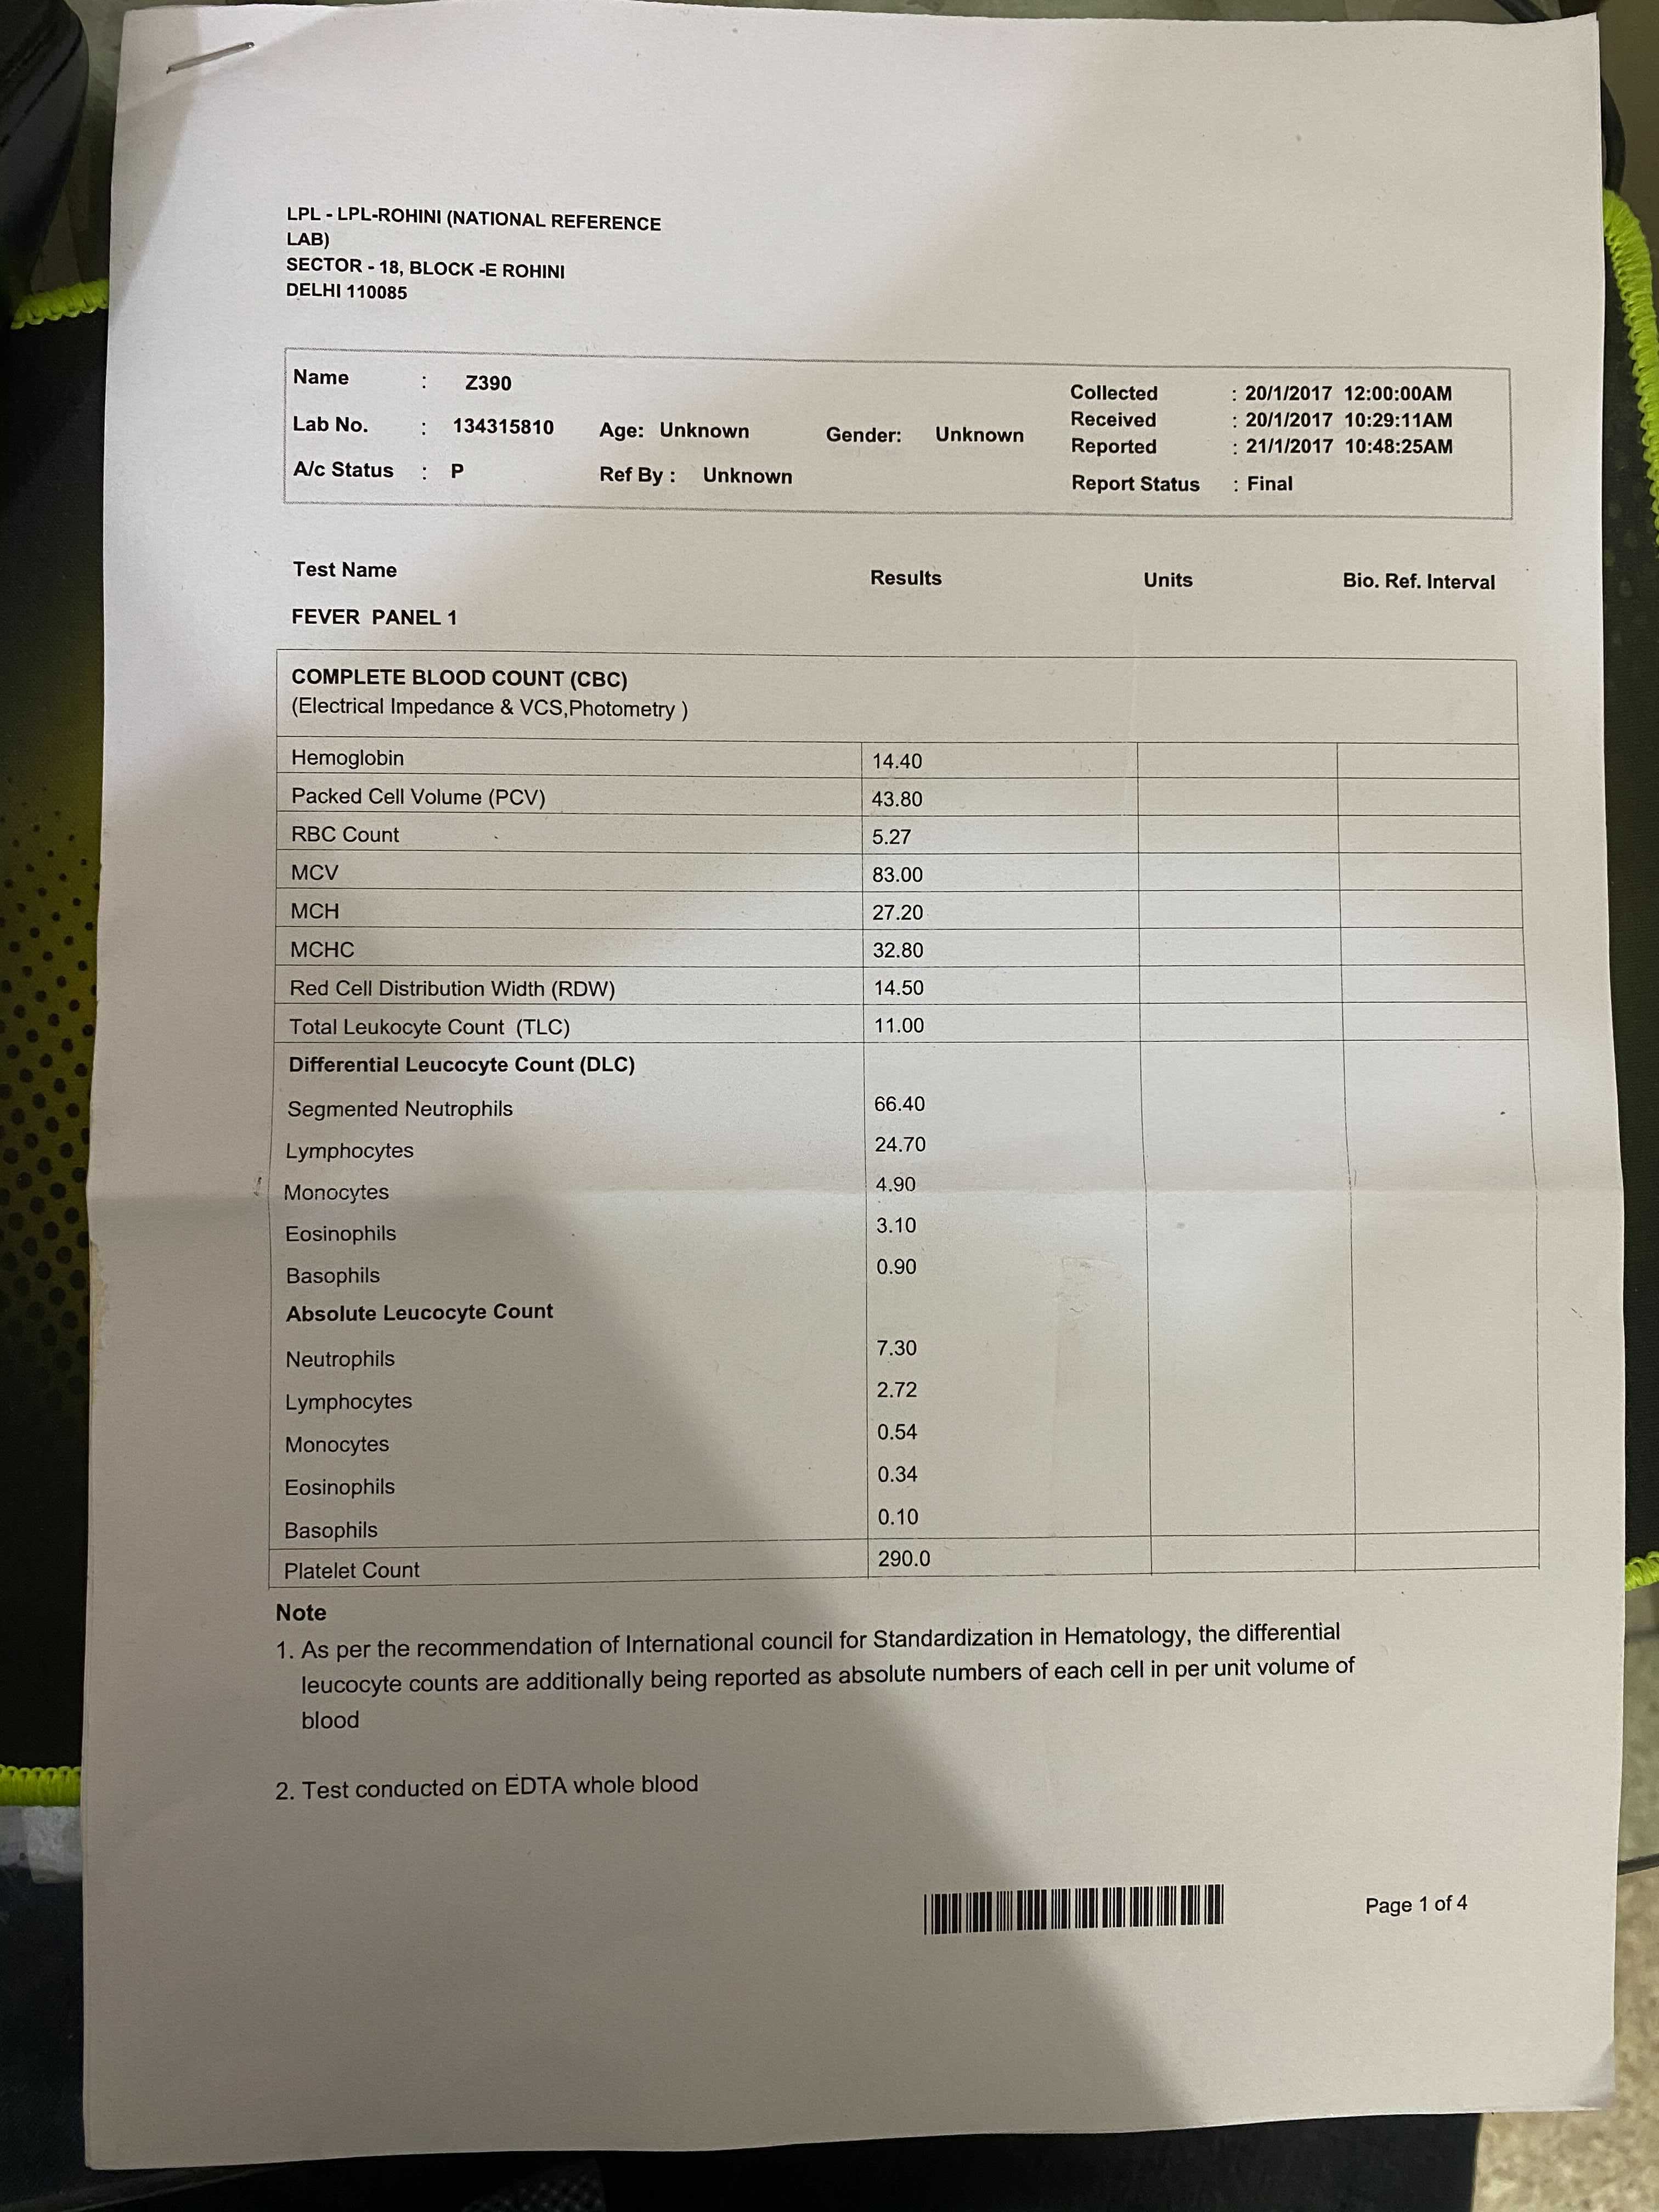 LPL - LPL-ROHINI (NATIONAL REFERENCE
LAB)
SECTOR - 18, BLOCK -E ROHINI
DELHI 110085
Name : Z390
Collected : 20/1/2017 12:00:00AM
Lab No. : 134315810 Age: Unknown Gender: Unknown
Received : 20/1/2017 10:29:11AM
Reported : 21/1/2017 10:48:25AM
A/c Status : P Ref By : Unknown
Report Status : Final
Test Name Results Units Bio. Ref. Interval
FEVER PANEL 1
COMPLETE BLOOD COUNT (CBC)
(Electrical Impedance & VCS,Photometry )
Hemoglobin 14.40
Packed Cell Volume (PCV) 43.80
RBC Count 5.27
MCV 83.00
MCH 27.20
MCHC 32.80
Red Cell Distribution Width (RDW) 14.50
Total Leukocyte Count (TLC) 11.00
Differential Leucocyte Count (DLC)
Segmented Neutrophils 66.40
Lymphocytes 24.70
Monocytes 4.90
Eosinophils 3.10
Basophils 0.90
Absolute Leucocyte Count
Neutrophils 7.30
Lymphocytes 2.72
Monocytes 0.54
Eosinophils 0.34
Basophils 0.10
Platelet Count 290.0
Note
1. As per the recommendation of International council for Standardization in Hematology, the differential
leucocyte counts are additionally being reported as absolute numbers of each cell in per unit volume of
blood
2. Test conducted on EDTA whole blood
Page 1 of 4